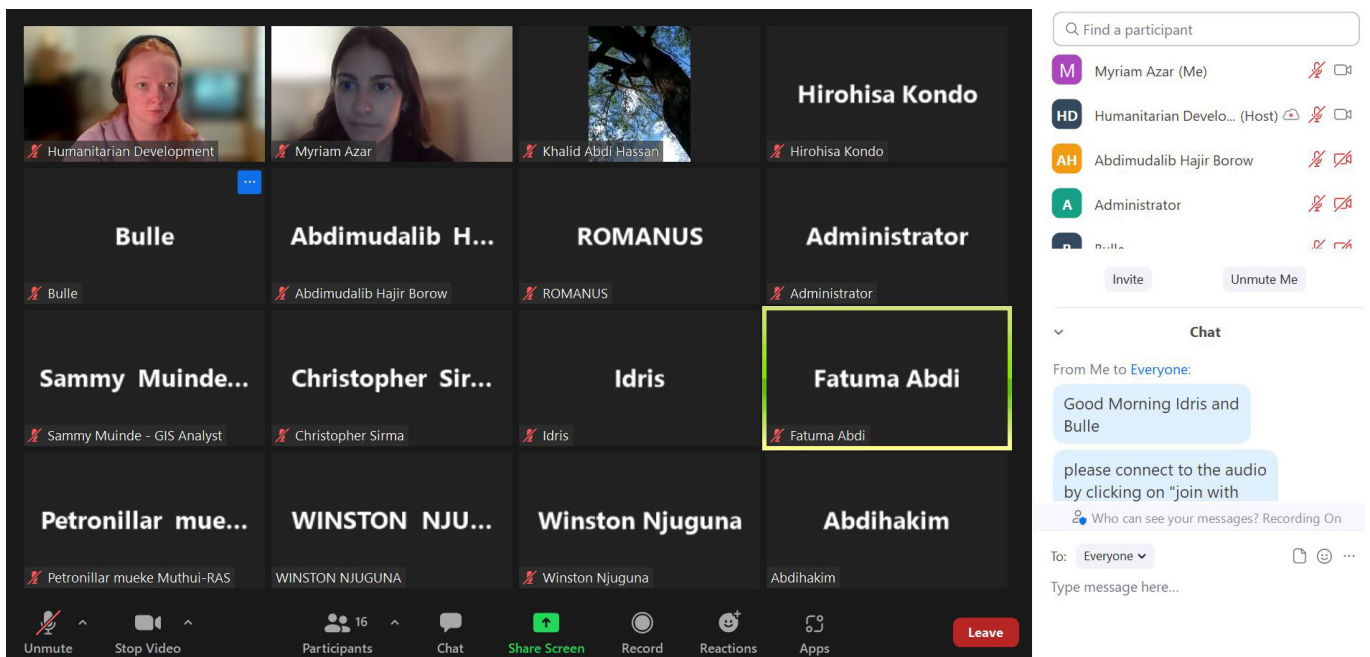 Humanitarian Development
Myriam Azar
Khalid Abdi Hassan
Hirohisa Kondo
Hirohisa Kondo
Bulle
Bulle
Abdimudalib H...
Abdimudalib Hajir Borow
ROMANUS
ROMANUS
Administrator
Administrator
Sammy Muinde...
Sammy Muinde - GIS Analyst
Christopher Sir...
Christopher Sirma
Idris
Idris
Fatuma Abdi
Fatuma Abdi
Petronillar mue...
Petronillar mueke Muthui-RAS
WINSTON NJU...
WINSTON NJUGUNA
Winston Njuguna
Winston Njuguna
Abdihakim
Abdihakim
Unmute
Stop Video
16
Participants
Chat
Share Screen
Record
Reactions
Apps
Leave
Find a participant
M Myriam Azar (Me)
HD Humanitarian Develo... (Host)
AH Abdimudalib Hajir Borow
A Administrator
Invite
Unmute Me
Chat
From Me to Everyone:
Good Morning Idris and
Bulle
please connect to the audio
by clicking on "join with
Who can see your messages? Recording On
To: Everyone
Type message here...